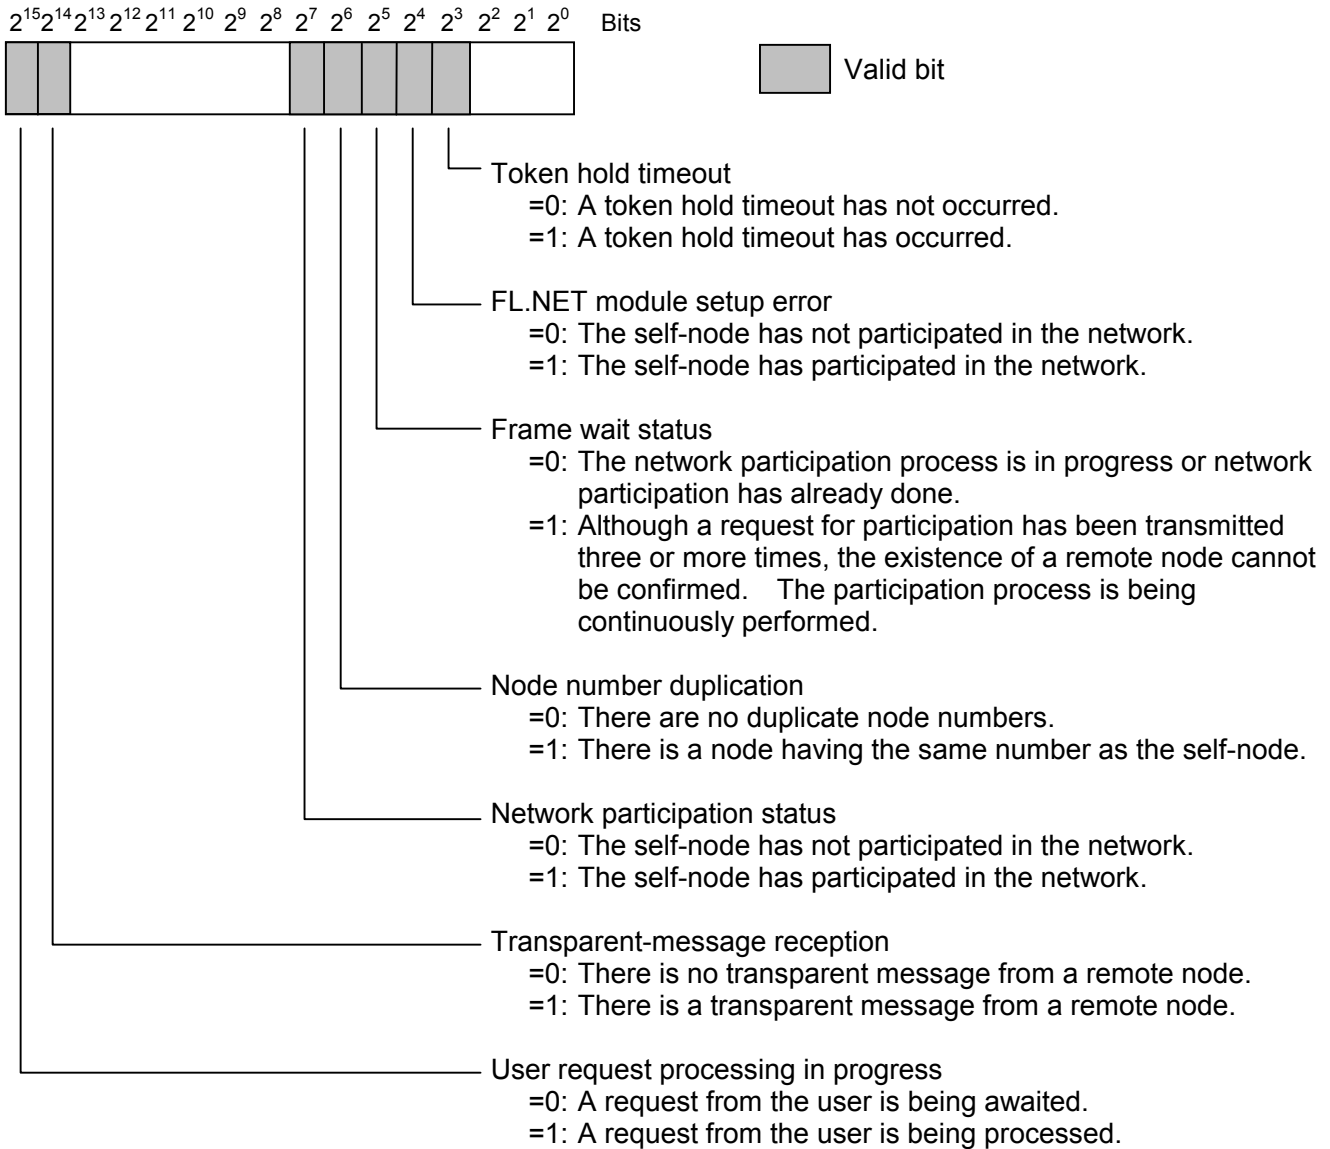 2^15 2^14 2^13 2^12 2^11 2^10 2^9 2^8 2^7 2^6 2^5 2^4 2^3 2^2 2^1 2^0 Bits
Valid bit
Token hold timeout
=0: A token hold timeout has not occurred.
=1: A token hold timeout has occurred.
FL.NET module setup error
=0: The self-node has not participated in the network.
=1: The self-node has participated in the network.
Frame wait status
=0: The network participation process is in progress or network
participation has already done.
=1: Although a request for participation has been transmitted
three or more times, the existence of a remote node cannot
be confirmed. The participation process is being
continuously performed.
Node number duplication
=0: There are no duplicate node numbers.
=1: There is a node having the same number as the self-node.
Network participation status
=0: The self-node has not participated in the network.
=1: The self-node has participated in the network.
Transparent-message reception
=0: There is no transparent message from a remote node.
=1: There is a transparent message from a remote node.
User request processing in progress
=0: A request from the user is being awaited.
=1: A request from the user is being processed.